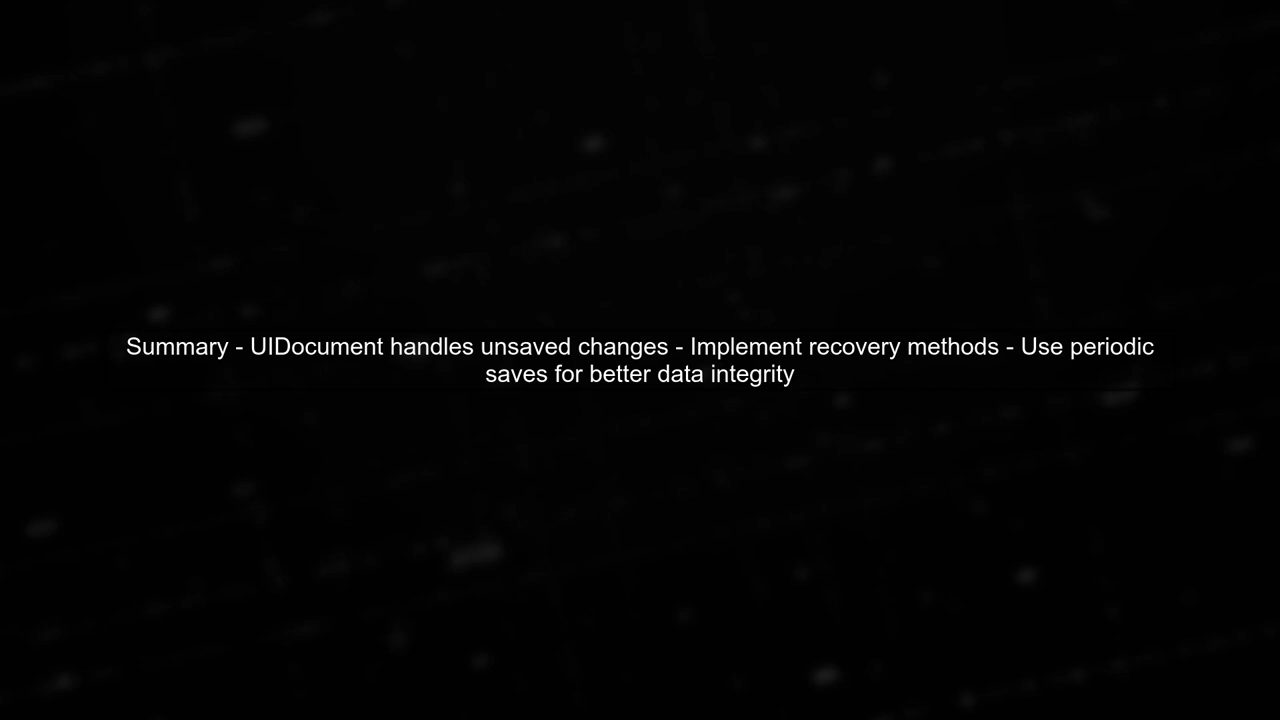 Summary - UIDocument handles unsaved changes - Implement recovery methods - Use periodic
saves for better data integrity